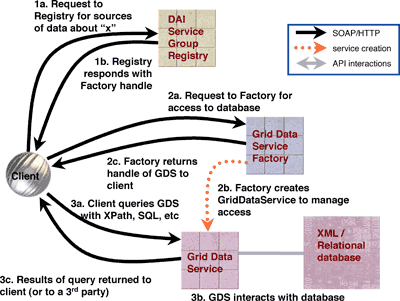 1a. Request to
Registry for sources
of data about “x”
DAI
Service
Group
Registry
SOAP/HTTP
service creation
API interactions
1b. Registry
responds with
Factory handle
2a. Request to Factory for
access to database
Grid Data
Service
Factory
Client
2c. Factory returns
handle of GDS to
client
2b. Factory creates
GridDataService to manage
access
3a. Client queries GDS
with XPath, SQL, etc
Grid Data
Service
XML /
Relational
database
3c. Results of query returned to
client (or to a 3rd party)
3b. GDS interacts with database